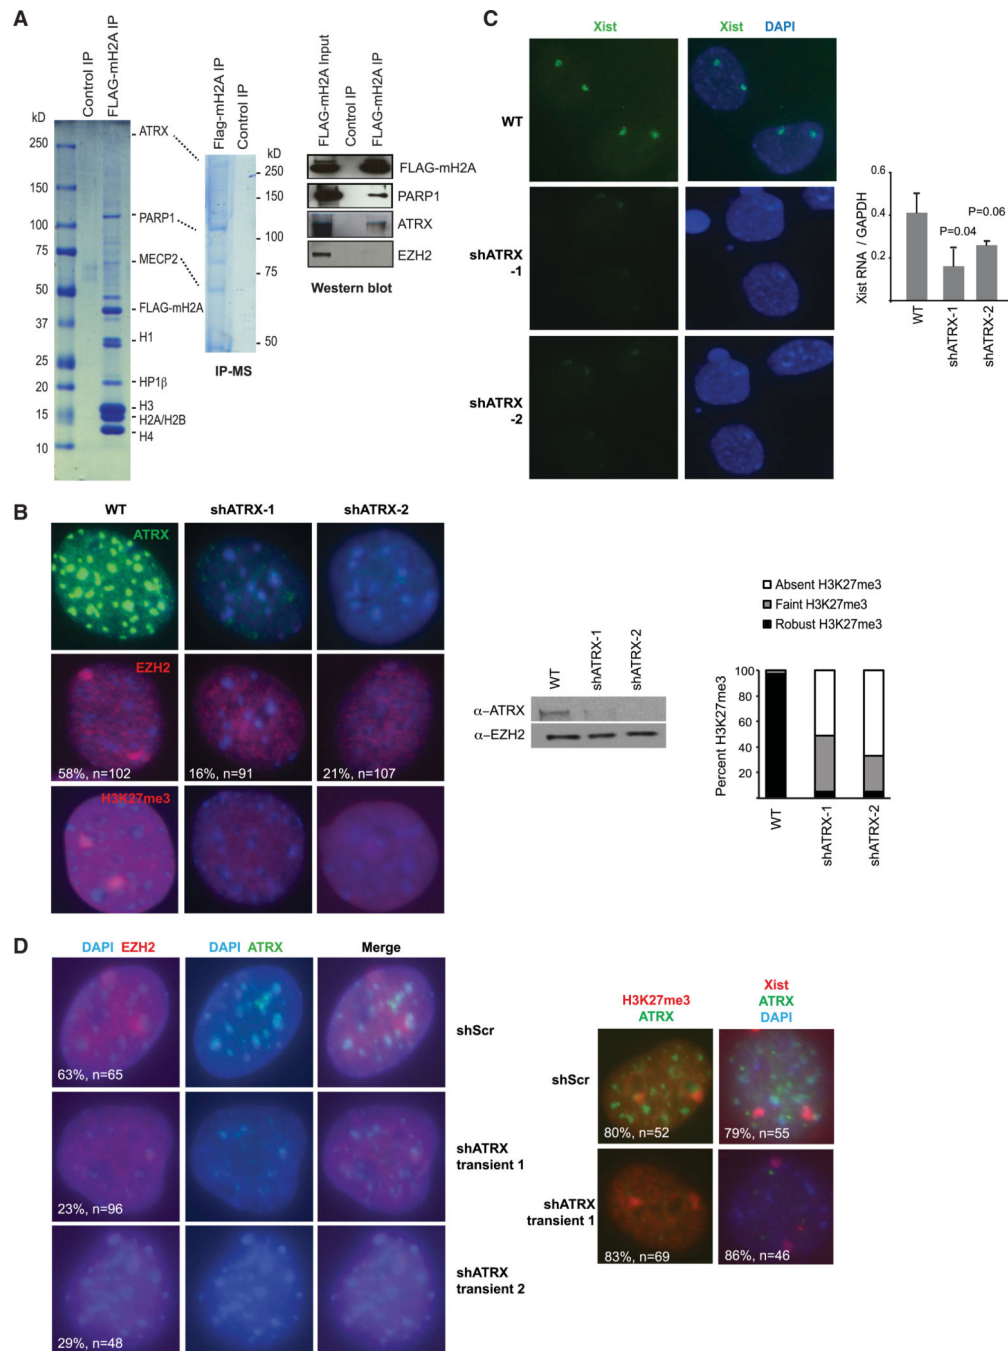 A
Control IP
FLAG-mH2A IP
kD
250
150
100
75
50
37
25
20
15
10
ATRX
PARP1
MECP2
FLAG-mH2A
H1
HP1β
H3
H2A/H2B
H4
Flag-mH2A IP
Control IP
kD
250
150
100
75
50
IP-MS
FLAG-mH2A Input
Control IP
FLAG-mH2A IP
FLAG-mH2A
PARP1
ATRX
EZH2
Western blot
C
Xist
Xist DAPI
WT
shATRX
-1
shATRX
-2
Xist RNA / GAPDH
0.6
0.4
0.2
P=0.04
P=0.06
WT
shATRX-1
shATRX-2
B
WT
shATRX-1
shATRX-2
ATRX
EZH2
58%, n=102
16%, n=91
21%, n=107
H3K27me3
WT
shATRX-1
shATRX-2
α-ATRX
α-EZH2
Absent H3K27me3
Faint H3K27me3
Robust H3K27me3
Percent H3K27me3
100
80
60
40
20
WT
shATRX-1
shATRX-2
D
DAPI EZH2
DAPI ATRX
Merge
63%, n=65
shScr
23%, n=96
shATRX
transient 1
29%, n=48
shATRX
transient 2
H3K27me3
ATRX
Xist
ATRX
DAPI
shScr
80%, n=52
79%, n=55
shATRX
transient 1
83%, n=69
86%, n=46